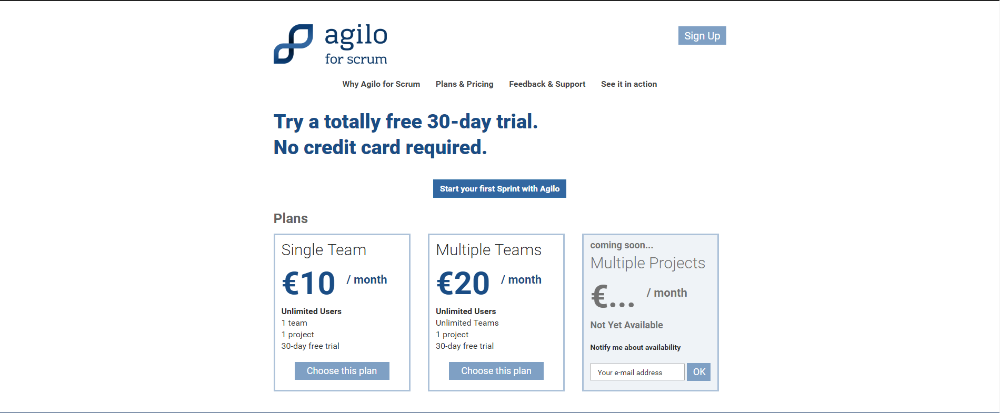 agilo
for scrum
Sign Up
Why Agilo for Scrum Plans & Pricing Feedback & Support See it in action
Try a totally free 30-day trial.
No credit card required.
Start your first Sprint with Agilo
Plans
Single Team
€10 / month
Unlimited Users
1 team
1 project
30-day free trial
Choose this plan
Multiple Teams
€20 / month
Unlimited Users
Unlimited Teams
1 project
30-day free trial
Choose this plan
coming soon...
Multiple Projects
€... / month
Not Yet Available
Notify me about availability
Your e-mail address OK